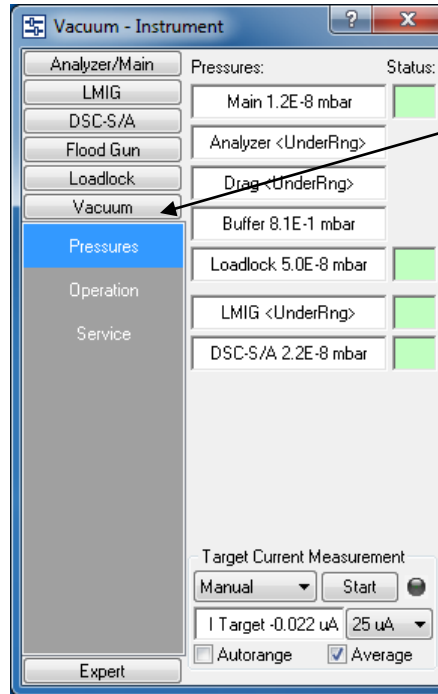 Vacuum - Instrument
?
X
Analyzer/Main
LMIG
DSC-S/A
Flood Gun
Loadlock
Vacuum
Pressures
Operation
Service
Expert
Pressures: Status:
Main 1.2E-8 mbar
Analyzer <UnderRng>
Drag <UnderRng>
Buffer 8.1E-1 mbar
Loadlock 5.0E-8 mbar
LMIG <UnderRng>
DSC-S/A 2.2E-8 mbar
Target Current Measurement
Manual Start
I Target -0.022 uA 25 uA
Autorange Average